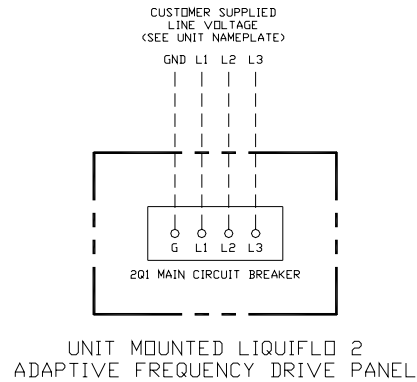 CUSTOMER SUPPLIED
LINE VOLTAGE
(SEE UNIT NAMEPLATE)
GND L1 L2 L3
G L1 L2 L3
2Q1 MAIN CIRCUIT BREAKER
UNIT MOUNTED LIQUIFLO 2
ADAPTIVE FREQUENCY DRIVE PANEL